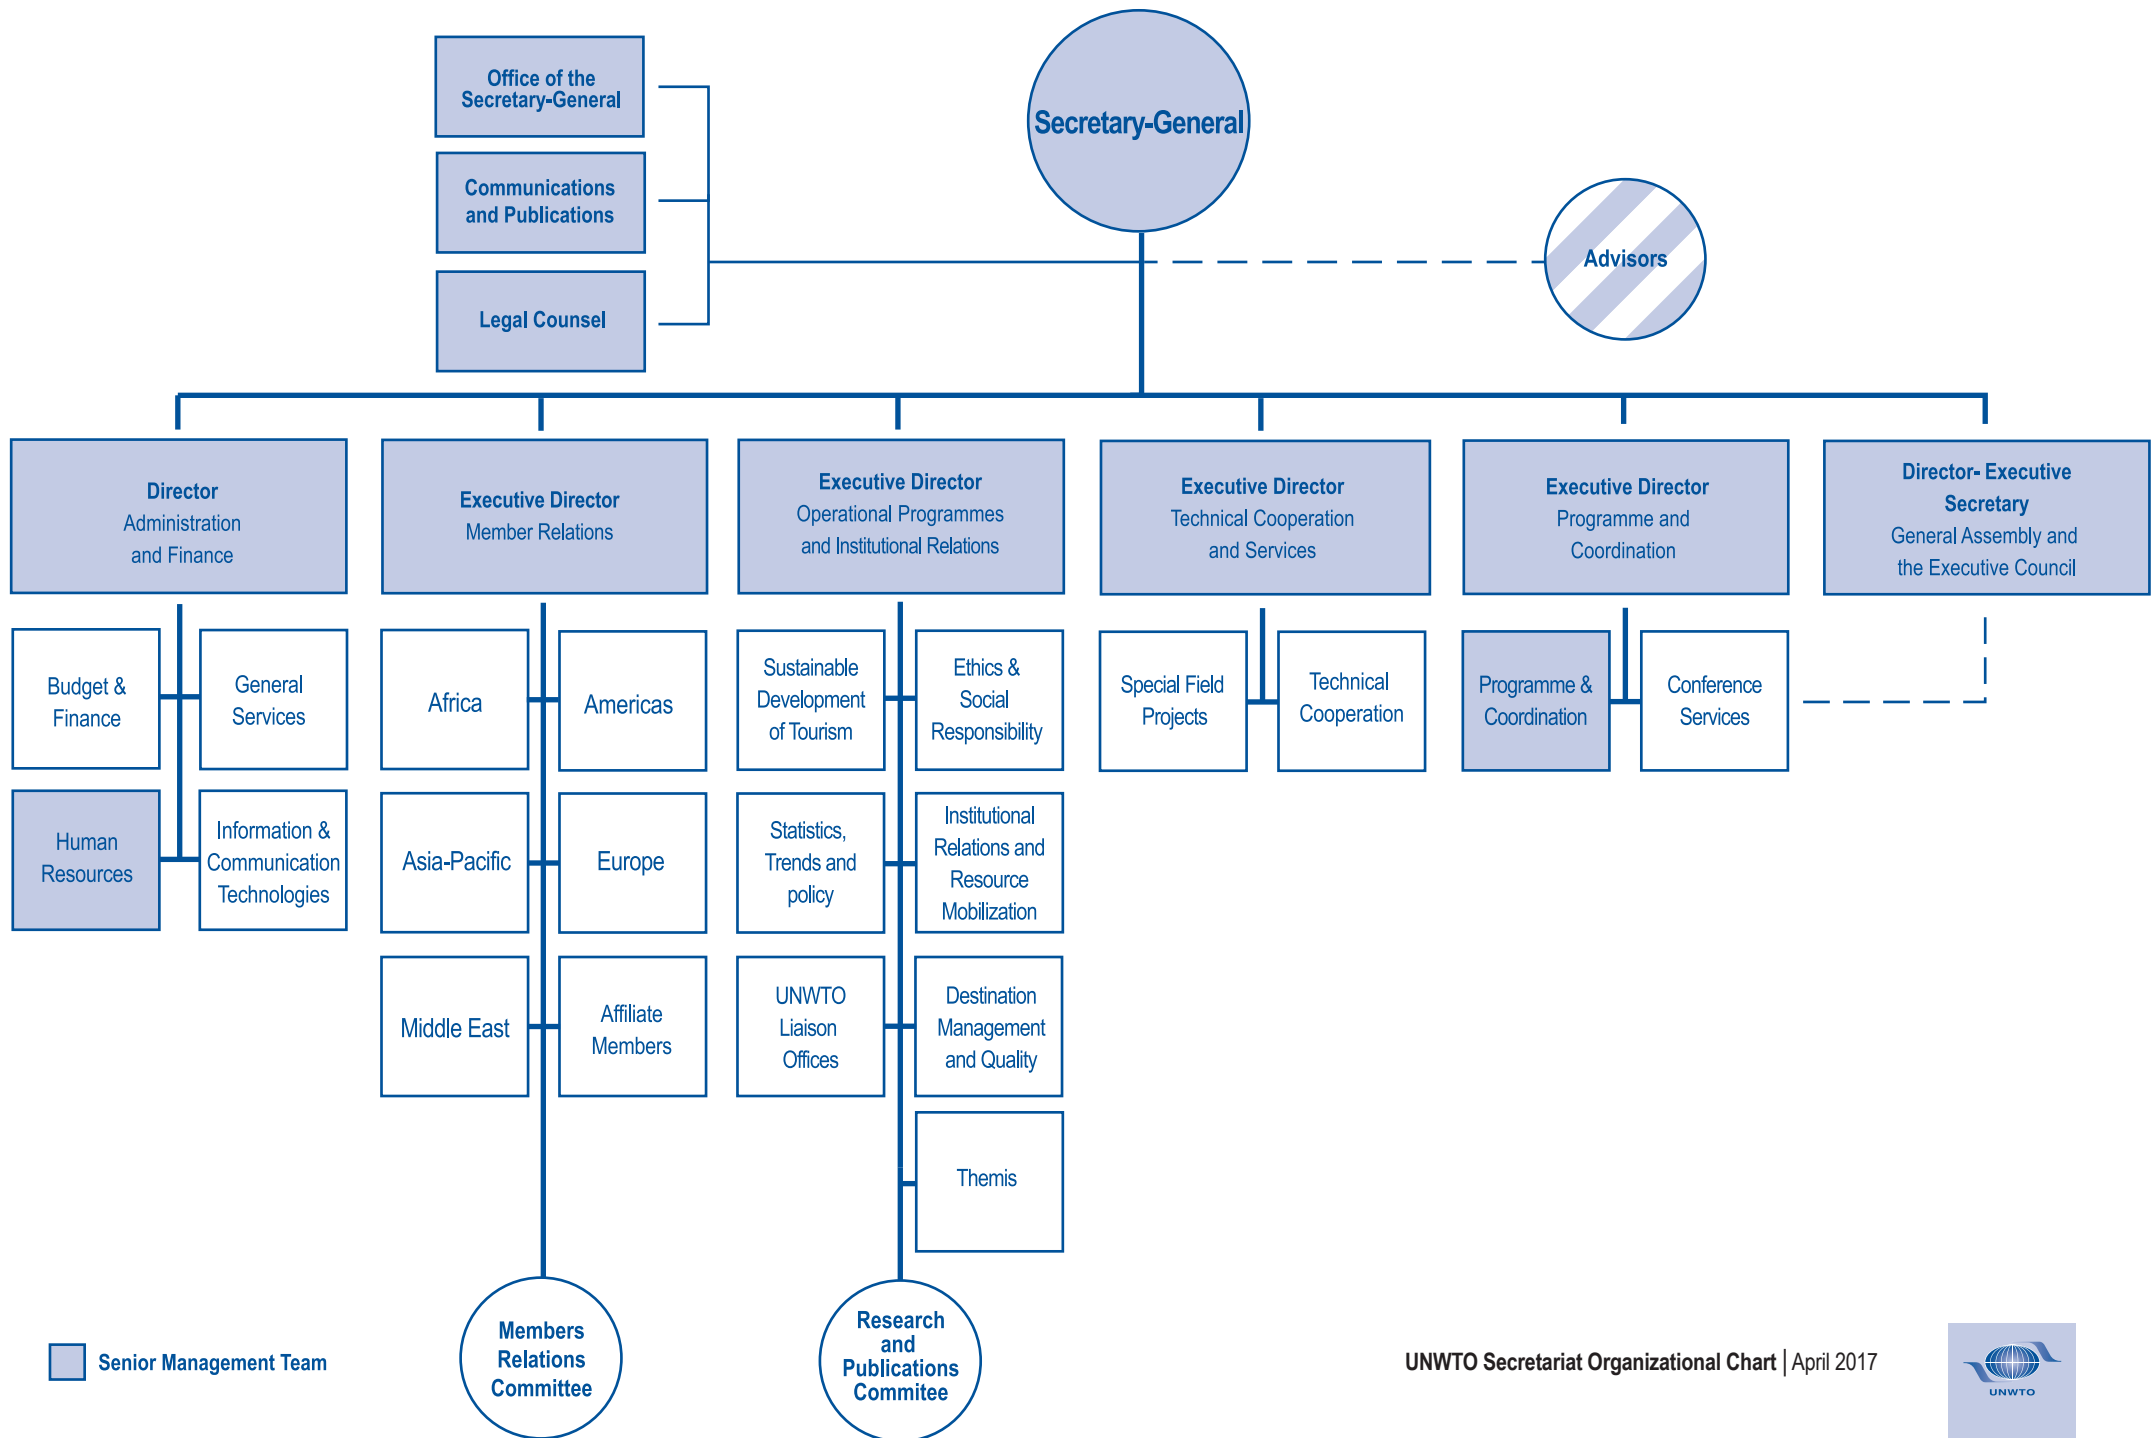 Office of the
Secretary-General
Communications
and Publications
Legal Counsel
Secretary-General
Advisors
Director
Administration
and Finance
Executive Director
Member Relations
Executive Director
Operational Programmes
and Institutional Relations
Executive Director
Technical Cooperation
and Services
Executive Director
Programme and
Coordination
Director- Executive
Secretary
General Assembly and
the Executive Council
Budget &
Finance
General
Services
Human
Resources
Information &
Communication
Technologies
Africa
Americas
Asia-Pacific
Europe
Middle East
Affiliate
Members
Members
Relations
Committee
Sustainable
Development
of Tourism
Ethics &
Social
Responsibility
Statistics,
Trends and
policy
Institutional
Relations and
Resource
Mobilization
UNWTO
Liaison
Offices
Destination
Management
and Quality
Themis
Research
and
Publications
Commitee
Special Field
Projects
Technical
Cooperation
Programme &
Coordination
Conference
Services
Senior Management Team
UNWTO Secretariat Organizational Chart | April 2017
UNWTO